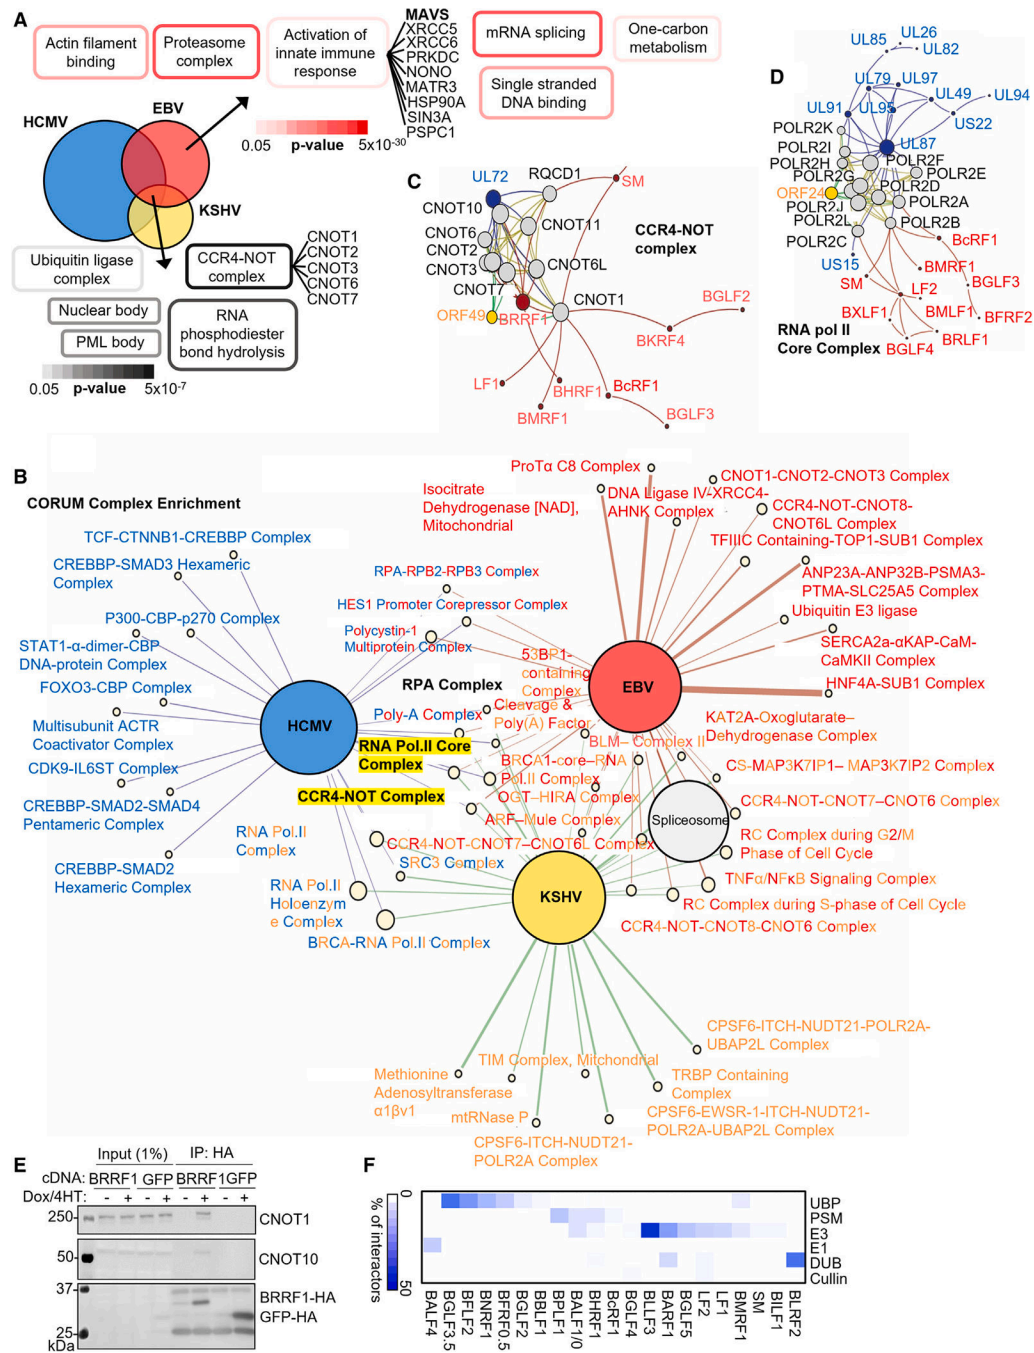 A
Actin filament
binding
Proteasome
complex
Activation of
innate immune
response
MAVS
XRCC5
XRCC6
PRKDC
NONO
MATR3
HSP90A
SIN3A
PSPC1
mRNA splicing
Single stranded
DNA binding
One-carbon
metabolism
HCMV
EBV
KSHV
0.05
p-value
5x10-30
Ubiquitin ligase
complex
CCR4-NOT
complex
CNOT1
CNOT2
CNOT3
CNOT6
CNOT7
Nuclear body
PML body
RNA
phosphodiester
bond hydrolysis
0.05
p-value
5x10-7
C
UL72
RQCD1
SM
CNOT10
CNOT11
CNOT6
CNOT2
CNOT3
CNOT6L
CNOT7
CNOT1
ORF49
BRRF1
CCR4-NOT
complex
BGLF2
BKRF4
LF1
BHRF1
BcRF1
BMRF1
BGLF3
D
UL26
UL85
UL82
UL79
UL97
UL49
UL94
UL91
UL95
US22
UL87
POLR2K
POLR2I
POLR2H
POLR2G
POLR2F
POLR2E
ORF24
POLR2D
POLR2J
POLR2A
POLR2L
POLR2B
POLR2C
US15
BcRF1
BMRF1
SM
BGLF3
LF2
BXLF1
BMLF1
BFRF2
BRLF1
BGLF4
RNA pol II
Core Complex
B
CORUM Complex Enrichment
TCF-CTNNB1-CREBBP Complex
CREBBP-SMAD3 Hexameric
Complex
P300-CBP-p270 Complex
STAT1-α-dimer-CBP
DNA-protein Complex
FOXO3-CBP Complex
Multisubunit ACTR
Coactivator Complex
CDK9-IL6ST Complex
CREBBP-SMAD2-SMAD4
Pentameric Complex
CREBBP-SMAD2
Hexameric Complex
HCMV
ProTα C8 Complex
Isocitrate
Dehydrogenase [NAD],
Mitochondrial
DNA Ligase IV-XRCC4-
AHNK Complex
CNOT1-CNOT2-CNOT3 Complex
CCR4-NOT-CNOT8-
CNOT6L Complex
TFIIIC Containing-TOP1-SUB1 Complex
ANP23A-ANP32B-PSMA3-
PTMA-SLC25A5 Complex
Ubiquitin E3 ligase
SERCA2a-αKAP-CaM-
CaMKII Complex
HNF4A-SUB1 Complex
EBV
RPA-RPB2-RPB3 Complex
HES1 Promoter Corepressor Complex
Polycystin-1
Multiprotein Complex
53BP1-
containing
Complex
RPA Complex
Cleavage &
Poly(A) Factor
Poly-A Complex
RNA Pol.II Core
Complex
CCR4-NOT Complex
BLM– Complex II
BRCA1-core–RNA
Pol.II Complex
OGT–HIRA Complex
ARF–Mule Complex
CCR4-NOT-CNOT7–CNOT6L Complex
SRC3 Complex
RNA Pol.II
Complex
RNA Pol.II
Holoenzym
e Complex
BRCA-RNA Pol.II Complex
KAT2A-Oxoglutarate–
Dehydrogenase Complex
CS-MAP3K7IP1– MAP3K7IP2 Complex
CCR4-NOT-CNOT7–CNOT6 Complex
Spliceosome
RC Complex during G2/M
Phase of Cell Cycle
TNFα/NFκB Signaling Complex
RC Complex during S-phase of Cell Cycle
CCR4-NOT-CNOT8-CNOT6 Complex
KSHV
Methionine
Adenosyltransferase
α1βv1
TIM Complex, Mitchondrial
mtRNase P
CPSF6-ITCH-NUDT21-
POLR2A Complex
CPSF6-ITCH-NUDT21-POLR2A-
UBAP2L Complex
TRBP Containing
Complex
CPSF6-EWSR-1-ITCH-NUDT21-
POLR2A-UBAP2L Complex
E
Input (1%)
IP: HA
cDNA: BRRF1 GFP BRRF1GFP
Dox/4HT: - + - + - + - +
250-
CNOT1
50-
CNOT10
37-
BRRF1-HA
GFP-HA
25-
kDa
F
0
% of interactors
50
UBP
PSM
E3
E1
DUB
Cullin
BALF4
BGLF3.5
BFLF2
BNRF1
BFRF0.5
BGLF2
BBLF1
BPLF1
BALF1/0
BHRF1
BcRF1
BGLF4
BLLF3
BARF1
BGLF5
LF2
LF1
BMRF1
SM
BILF1
BLRF2